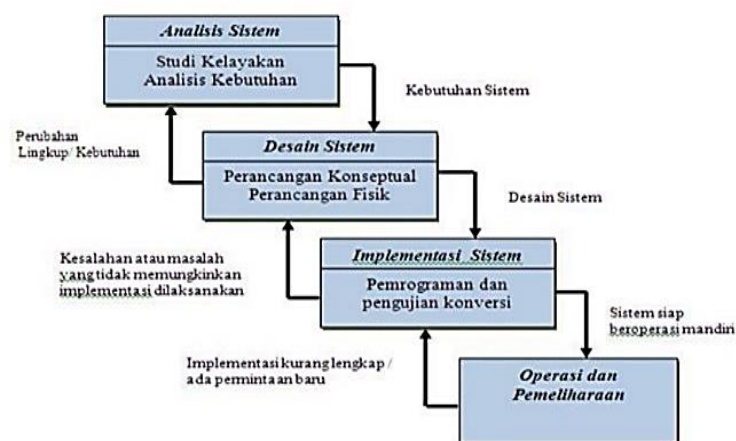 Analisis Sistem
Studi Kelayakan
Analisis Kebutuhan
Kebutuhan Sistem
Perubahan
Lingkup/ Kebutuhan
Desain Sistem
Perancangan Konseptual
Perancangan Fisik
Desain Sistem
Kesalahan atau masalah
yang tidak memungkinkan
implementasi dilaksanakan
Implementasi Sistem
Pemrograman dan
pengujian konversi
Sistem siap
beroperasi mandiri
Implementasi kurang lengkap /
ada permintaan baru
Operasi dan
Pemeliharaan